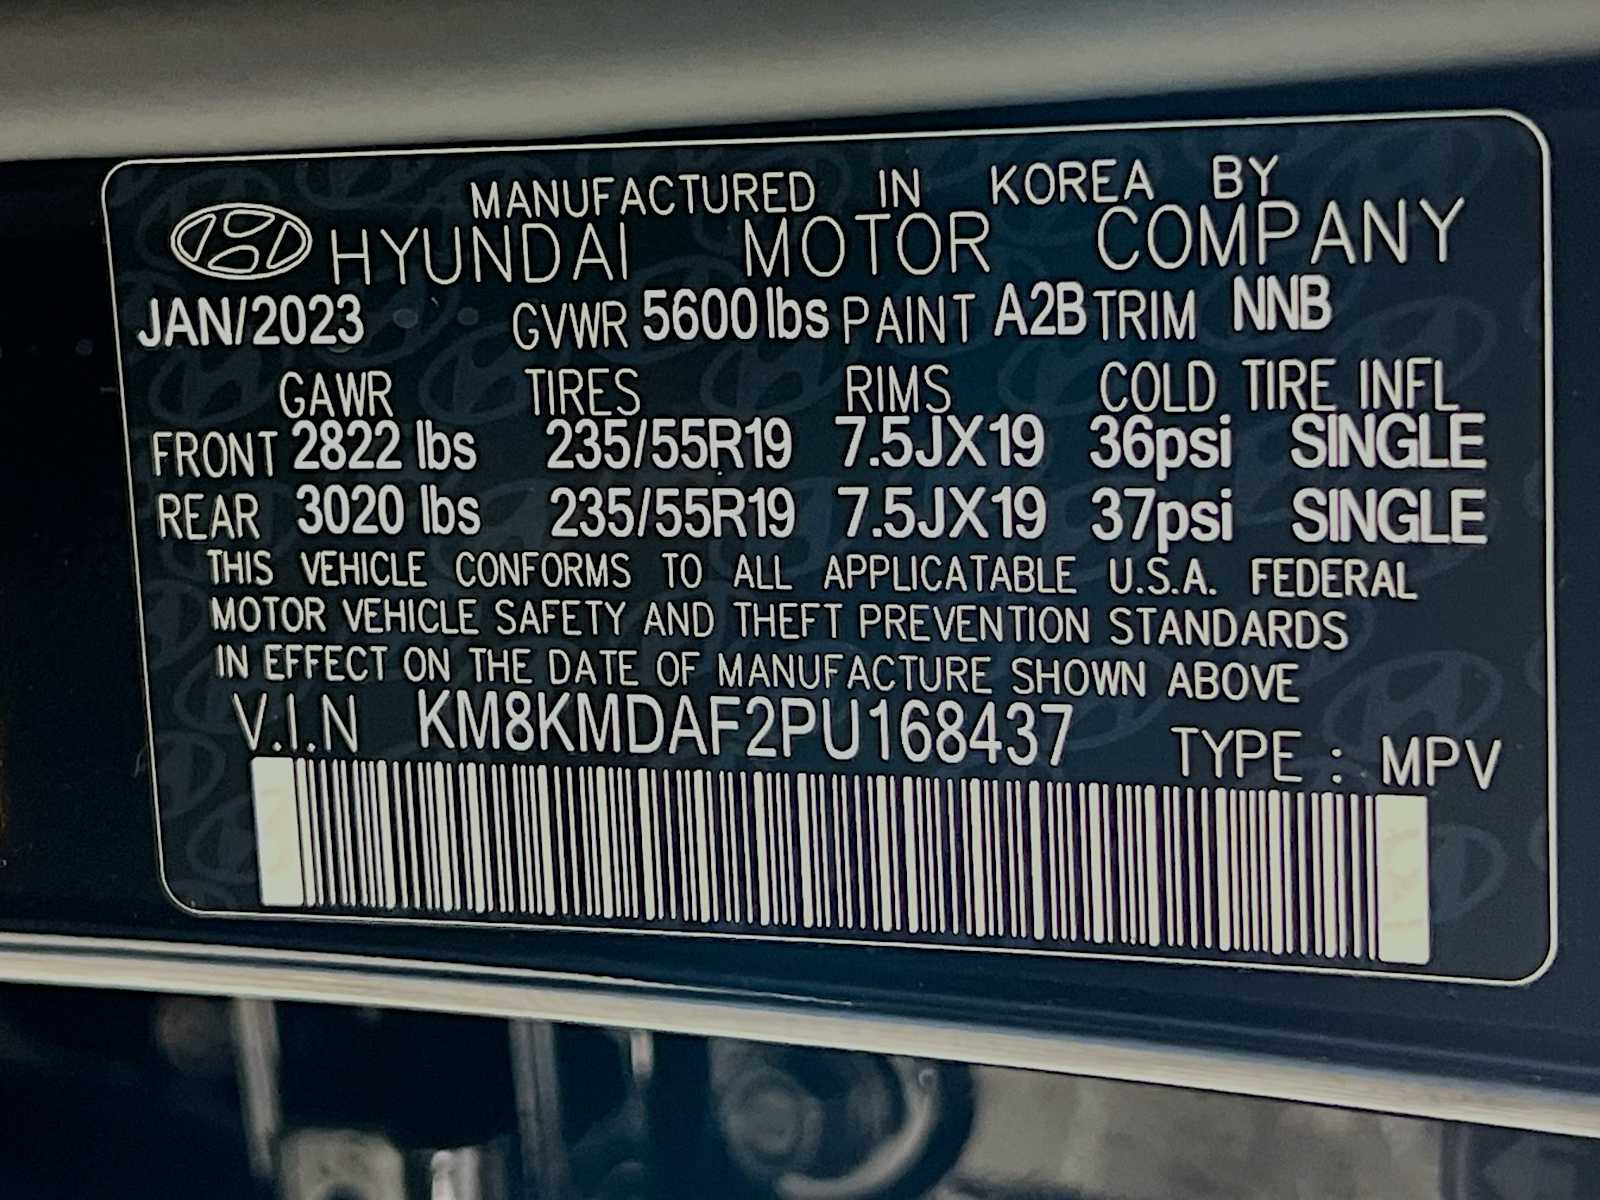 MANUFACTURED IN KOREA BY
HYUNDAI MOTOR COMPANY
JAN/2023 GVWR 5600lbs PAINT A2B TRIM NNB
GAWR TIRES RIMS COLD TIRE INFL
FRONT 2822 lbs 235/55R19 7.5JX19 36psi SINGLE
REAR 3020 lbs 235/55R19 7.5JX19 37psi SINGLE
THIS VEHICLE CONFORMS TO ALL APPLICATABLE U.S.A. FEDERAL
MOTOR VEHICLE SAFETY AND THEFT PREVENTION STANDARDS
IN EFFECT ON THE DATE OF MANUFACTURE SHOWN ABOVE
V.I.N KM8KMDAF2PU168437 TYPE : MPV